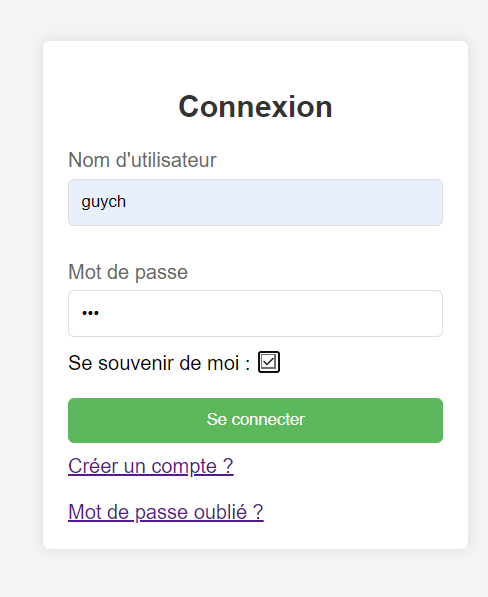 Connexion
Nom d'utilisateur
guych
Mot de passe
•••
Se souvenir de moi :
Se connecter
Créer un compte ?
Mot de passe oublié ?